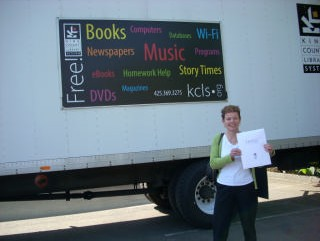 Free!
Books
Computers
Databases
Wi-Fi
Newspapers
Music
Programs
eBooks
Homework Help
Story Times
DVDs
Magazines
425.369.3275
kcls.org
KING
COUNTY
LIBRARY
SYSTEM